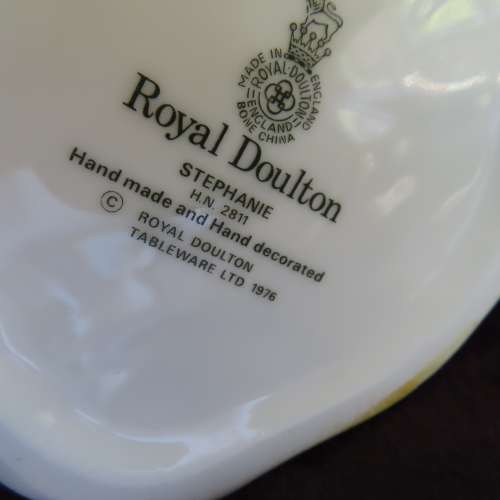 MADE IN ENGLAND
ROYAL·DOULTON
ENGLAND
BONE CHINA
Royal Doulton
STEPHANIE
H.N. 2811
Hand made and Hand decorated
© ROYAL DOULTON
TABLEWARE LTD 1976